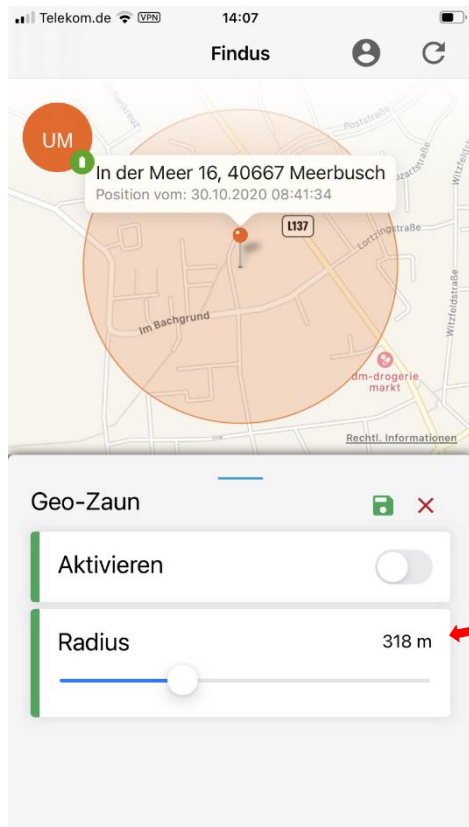 Telekom.de VPN 14:07
Findus
UM
In der Meer 16, 40667 Meerbusch
Position vom: 30.10.2020 08:41:34
Poststraße
L137
Lortzingstraße
Witzfeldstraße
Im Bachgrund
dm-drogerie
markt
Rechtl. Informationen
Geo-Zaun
Aktivieren
Radius 318 m